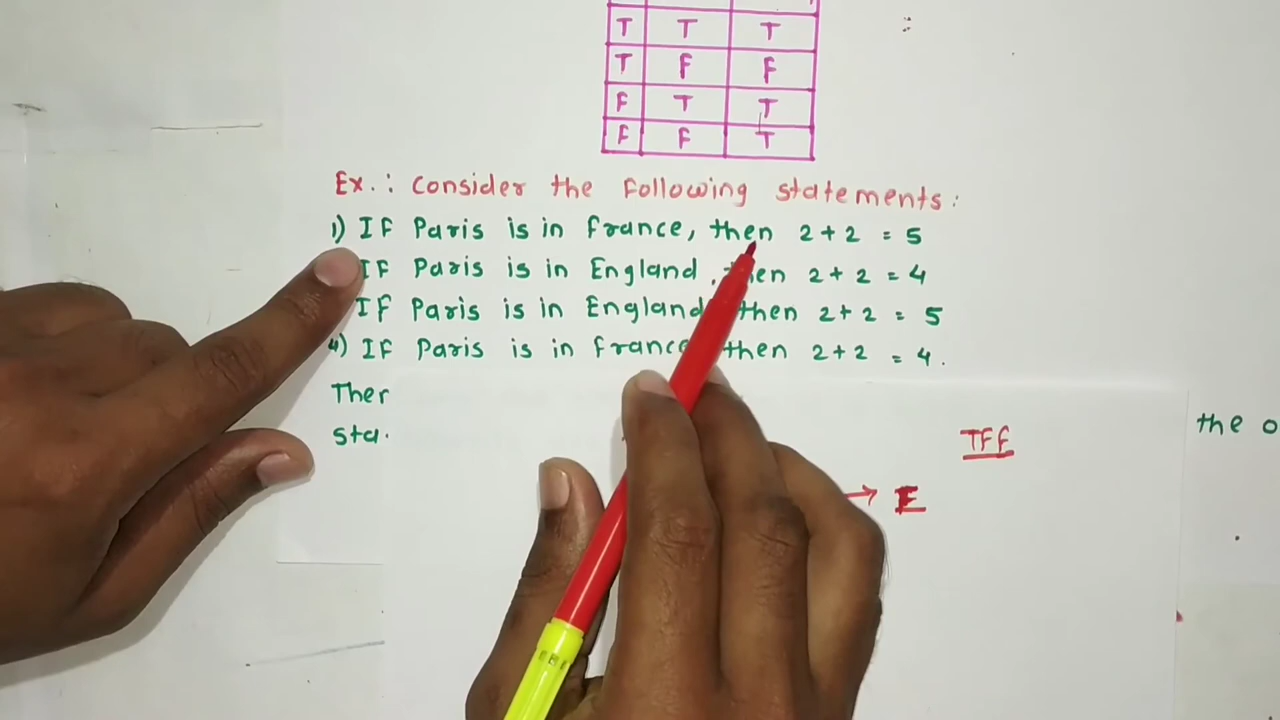 T T T
T F F
F T T
F F T
Ex.: Consider the following statements:
1) If Paris is in france, then 2+2 = 5
If Paris is in England, then 2+2 = 4
If Paris is in England then 2+2 = 5
4) If Paris is in france then 2+2 = 4.
Ther
sta. the o
TFF
→ F